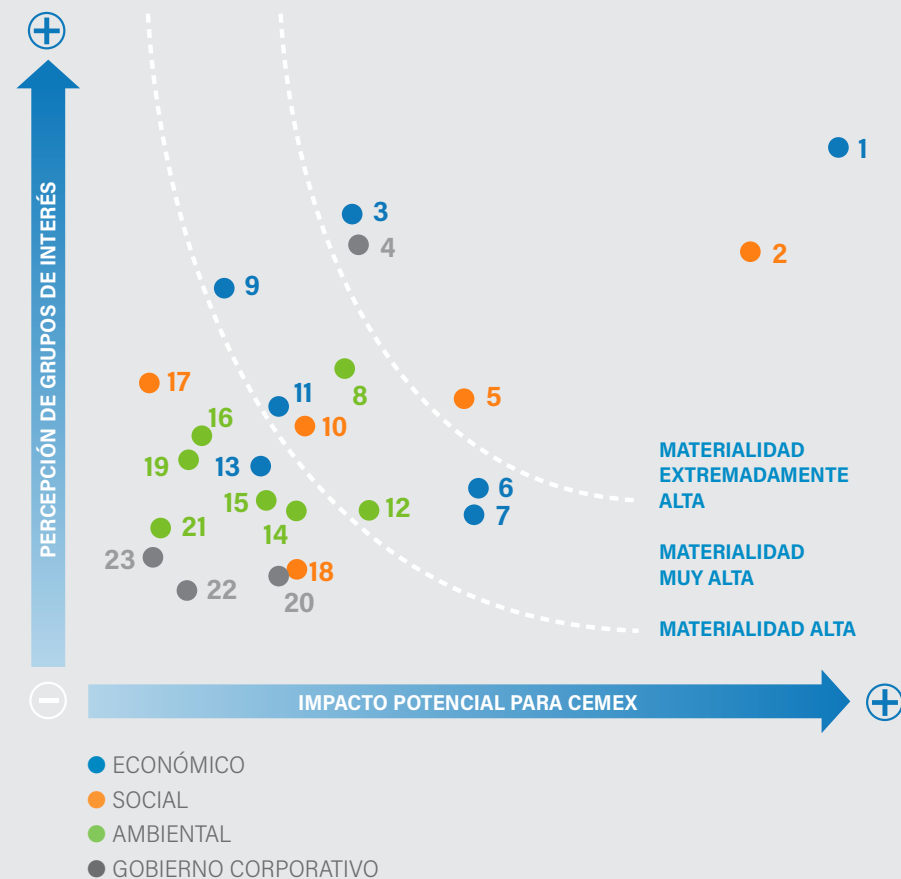 PERCEPCIÓN DE GRUPOS DE INTERÉS
1
3
2
4
9
17
11
8
5
16
10
19
13
6
15
12
7
21
14
23
18
22
20
MATERIALIDAD
EXTREMADAMENTE
ALTA
MATERIALIDAD
MUY ALTA
MATERIALIDAD ALTA
IMPACTO POTENCIAL PARA CEMEX
ECONÓMICO
SOCIAL
AMBIENTAL
GOBIERNO CORPORATIVO